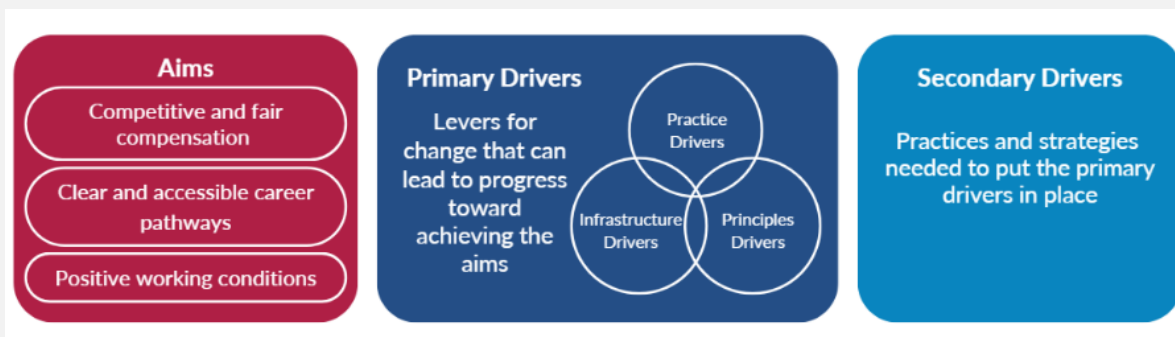 Aims
Competitive and fair
compensation
Clear and accessible career
pathways
Positive working conditions
Primary Drivers
Levers for
change that can
lead to progress
toward
achieving the
aims
Practice
Drivers
Infrastructure
Drivers
Principles
Drivers
Secondary Drivers
Practices and strategies
needed to put the primary
drivers in place